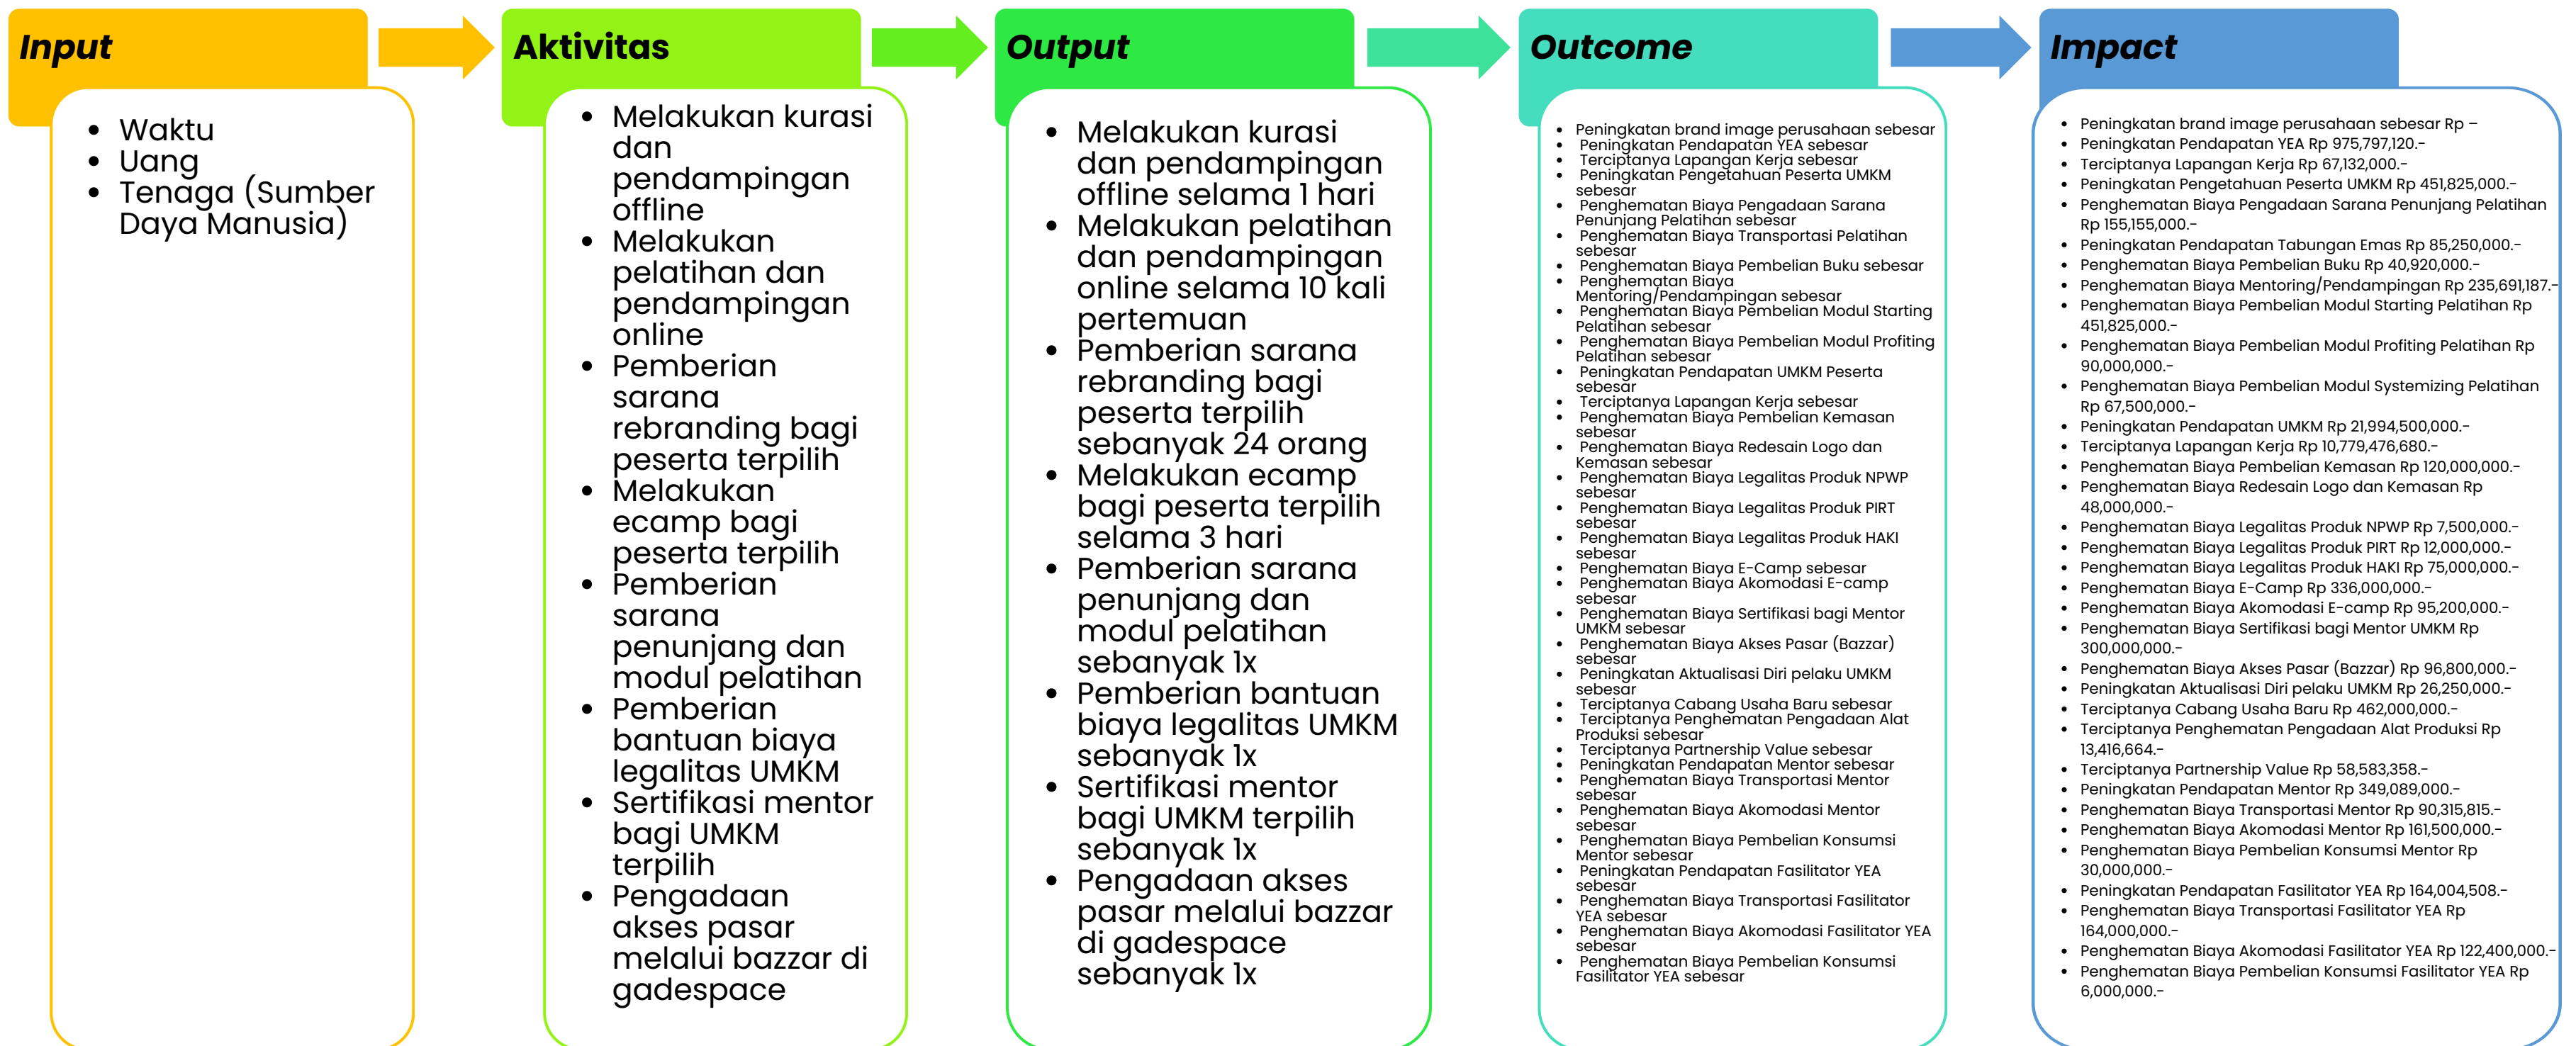 Input
Waktu
Uang
Tenaga (Sumber
Daya Manusia)
Aktivitas
Melakukan kurasi
dan
pendampingan
offline
Melakukan
pelatihan dan
pendampingan
online
Pemberian
sarana
rebranding bagi
peserta terpilih
Melakukan
ecamp bagi
peserta terpilih
Pemberian
sarana
penunjang dan
modul pelatihan
Pemberian
bantuan biaya
legalitas UMKM
Sertifikasi mentor
bagi UMKM
terpilih
Pengadaan
akses pasar
melalui bazzar di
gadespace
Output
Melakukan kurasi
dan pendampingan
offline selama 1 hari
Melakukan pelatihan
dan pendampingan
online selama 10 kali
pertemuan
Pemberian sarana
rebranding bagi
peserta terpilih
sebanyak 24 orang
Melakukan ecamp
bagi peserta terpilih
selama 3 hari
Pemberian sarana
penunjang dan
modul pelatihan
sebanyak 1x
Pemberian bantuan
biaya legalitas UMKM
sebanyak 1x
Sertifikasi mentor
bagi UMKM terpilih
sebanyak 1x
Pengadaan akses
pasar melalui bazzar
di gadespace
sebanyak 1x
Outcome
Peningkatan brand image perusahaan sebesar
Peningkatan Pendapatan YEA sebesar
Terciptanya Lapangan Kerja sebesar
Peningkatan Pengetahuan Peserta UMKM
sebesar
Penghematan Biaya Pengadaan Sarana
Penunjang Pelatihan sebesar
Penghematan Biaya Transportasi Pelatihan
sebesar
Penghematan Biaya Pembelian Buku sebesar
Penghematan Biaya
Mentoring/Pendampingan sebesar
Penghematan Biaya Pembelian Modul Starting
Pelatihan sebesar
Penghematan Biaya Pembelian Modul Profiting
Pelatihan sebesar
Peningkatan Pendapatan UMKM Peserta
sebesar
Terciptanya Lapangan Kerja sebesar
Penghematan Biaya Pembelian Kemasan
sebesar
Penghematan Biaya Redesain Logo dan
Kemasan sebesar
Penghematan Biaya Legalitas Produk NPWP
sebesar
Penghematan Biaya Legalitas Produk PIRT
sebesar
Penghematan Biaya Legalitas Produk HAKI
sebesar
Penghematan Biaya E-Camp sebesar
Penghematan Biaya Akomodasi E-camp
sebesar
Penghematan Biaya Sertifikasi bagi Mentor
UMKM sebesar
Penghematan Biaya Akses Pasar (Bazzar)
sebesar
Peningkatan Aktualisasi Diri pelaku UMKM
sebesar
Terciptanya Cabang Usaha Baru sebesar
Terciptanya Penghematan Pengadaan Alat
Produksi sebesar
Terciptanya Partnership Value sebesar
Peningkatan Pendapatan Mentor sebesar
Penghematan Biaya Transportasi Mentor
sebesar
Penghematan Biaya Akomodasi Mentor
sebesar
Penghematan Biaya Pembelian Konsumsi
Mentor sebesar
Peningkatan Pendapatan Fasilitator YEA
sebesar
Penghematan Biaya Transportasi Fasilitator
YEA sebesar
Penghematan Biaya Akomodasi Fasilitator YEA
sebesar
Penghematan Biaya Pembelian Konsumsi
Fasilitator YEA sebesar
Impact
Peningkatan brand image perusahaan sebesar Rp –
Peningkatan Pendapatan YEA Rp 975,797,120.-
Terciptanya Lapangan Kerja Rp 67,132,000.-
Peningkatan Pengetahuan Peserta UMKM Rp 451,825,000.-
Penghematan Biaya Pengadaan Sarana Penunjang Pelatihan
Rp 155,155,000.-
Peningkatan Pendapatan Tabungan Emas Rp 85,250,000.-
Penghematan Biaya Pembelian Buku Rp 40,920,000.-
Penghematan Biaya Mentoring/Pendampingan Rp 235,691,187.-
Penghematan Biaya Pembelian Modul Starting Pelatihan Rp
451,825,000.-
Penghematan Biaya Pembelian Modul Profiting Pelatihan Rp
90,000,000.-
Penghematan Biaya Pembelian Modul Systemizing Pelatihan
Rp 67,500,000.-
Peningkatan Pendapatan UMKM Rp 21,994,500,000.-
Terciptanya Lapangan Kerja Rp 10,779,476,680.-
Penghematan Biaya Pembelian Kemasan Rp 120,000,000.-
Penghematan Biaya Redesain Logo dan Kemasan Rp
48,000,000.-
Penghematan Biaya Legalitas Produk NPWP Rp 7,500,000.-
Penghematan Biaya Legalitas Produk PIRT Rp 12,000,000.-
Penghematan Biaya Legalitas Produk HAKI Rp 75,000,000.-
Penghematan Biaya E-Camp Rp 336,000,000.-
Penghematan Biaya Akomodasi E-camp Rp 95,200,000.-
Penghematan Biaya Sertifikasi bagi Mentor UMKM Rp
300,000,000.-
Penghematan Biaya Akses Pasar (Bazzar) Rp 96,800,000.-
Peningkatan Aktualisasi Diri pelaku UMKM Rp 26,250,000.-
Terciptanya Cabang Usaha Baru Rp 462,000,000.-
Terciptanya Penghematan Pengadaan Alat Produksi Rp
13,416,664.-
Terciptanya Partnership Value Rp 58,583,358.-
Peningkatan Pendapatan Mentor Rp 349,089,000.-
Penghematan Biaya Transportasi Mentor Rp 90,315,815.-
Penghematan Biaya Akomodasi Mentor Rp 161,500,000.-
Penghematan Biaya Pembelian Konsumsi Mentor Rp
30,000,000.-
Peningkatan Pendapatan Fasilitator YEA Rp 164,004,508.-
Penghematan Biaya Transportasi Fasilitator YEA Rp
164,000,000.-
Penghematan Biaya Akomodasi Fasilitator YEA Rp 122,400,000.-
Penghematan Biaya Pembelian Konsumsi Fasilitator YEA Rp
6,000,000.-